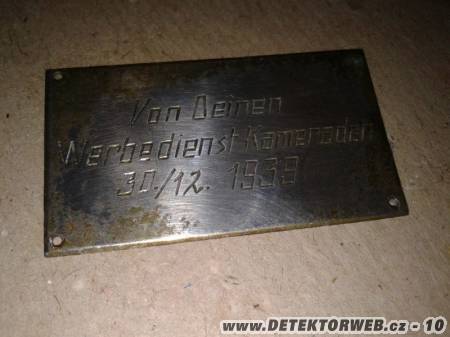 Von Deinen
Werbedienst-Kameraden
30./12. 1939
www.DETEKTORWEB.cz - 10